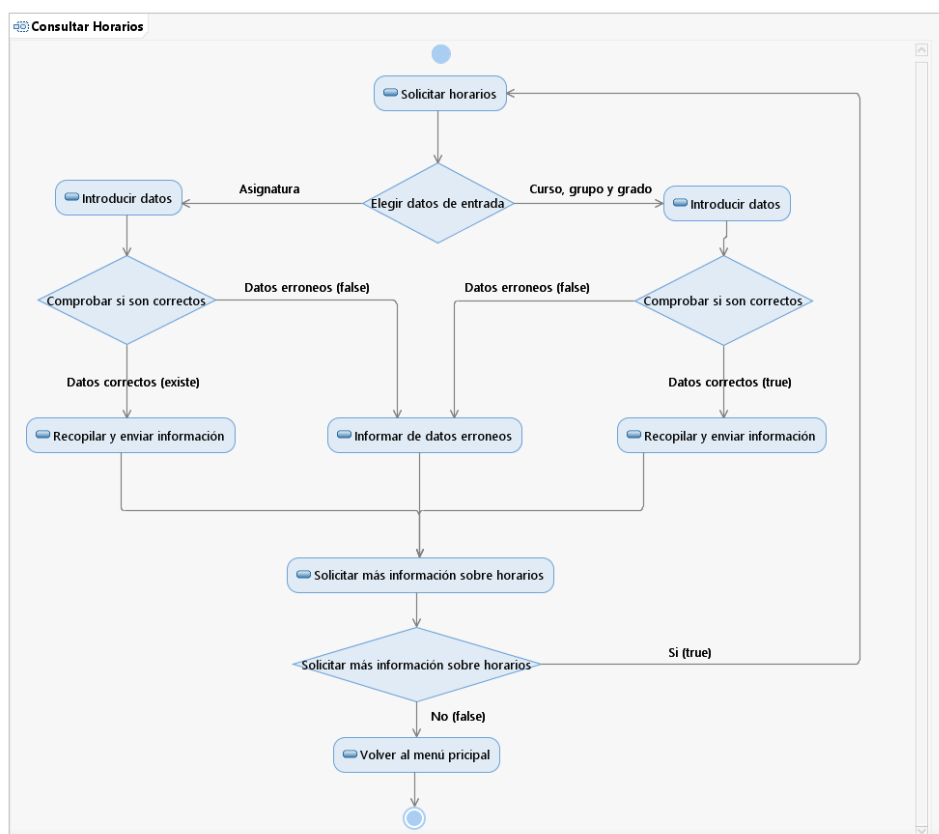 Consultar Horarios
Solicitar horarios
Asignatura
Curso, grupo y grado
Introducir datos
Elegir datos de entrada
Introducir datos
Datos erroneos (false)
Datos erroneos (false)
Comprobar si son correctos
Comprobar si son correctos
Datos correctos (existe)
Datos correctos (true)
Recopilar y enviar información
Informar de datos erroneos
Recopilar y enviar información
Solicitar más información sobre horarios
Si (true)
Solicitar más información sobre horarios
No (false)
Volver al menú pricipal